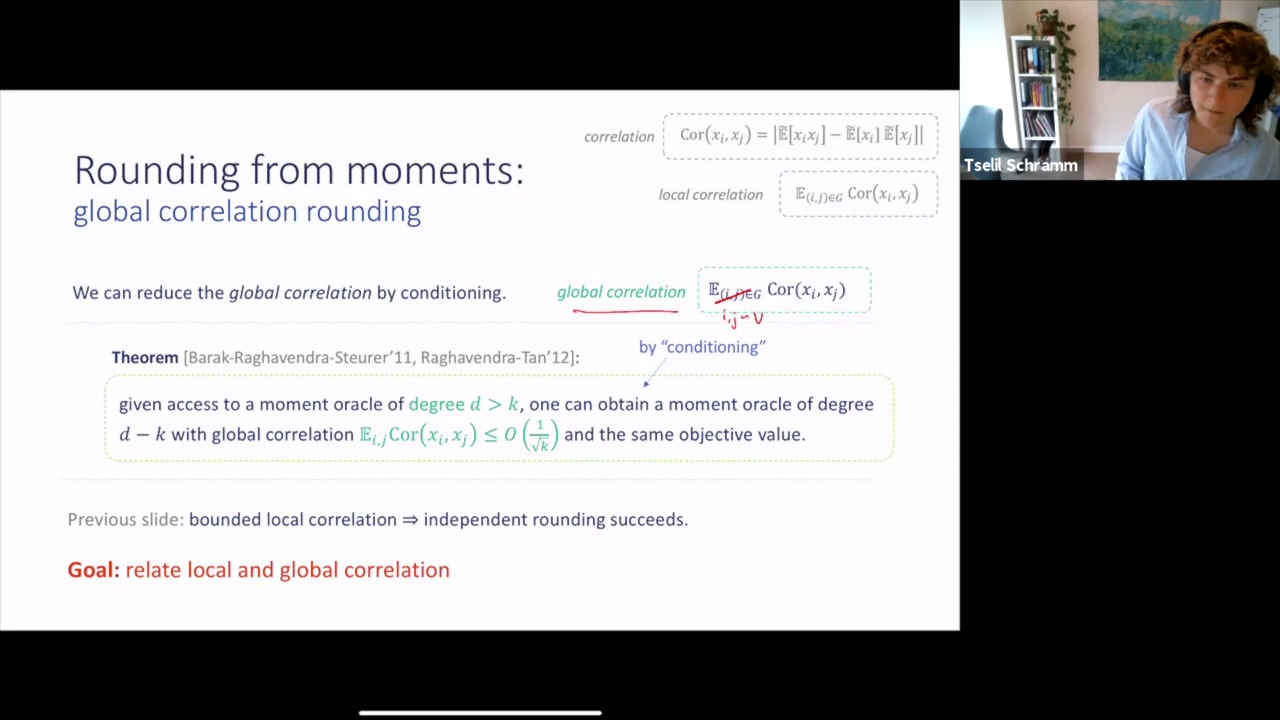 correlation Cor(xᵢ, xⱼ) = |Ẽ[xᵢxⱼ] − Ẽ[xᵢ] Ẽ[xⱼ]|
Tselil Schramm
Rounding from moments:
local correlation 𝔼₍ᵢ,ⱼ₎∈G Cor(xᵢ, xⱼ)
global correlation rounding
We can reduce the global correlation by conditioning. global correlation 𝔼₍ᵢ,ⱼ₎∈G Cor(xᵢ, xⱼ)
i,j~V
by “conditioning”
Theorem [Barak-Raghavendra-Steurer’11, Raghavendra-Tan’12]:
given access to a moment oracle of degree d > k, one can obtain a moment oracle of degree
d − k with global correlation 𝔼ᵢ,ⱼCor(xᵢ, xⱼ) ≤ O(1/√k) and the same objective value.
Previous slide: bounded local correlation ⇒ independent rounding succeeds.
Goal: relate local and global correlation